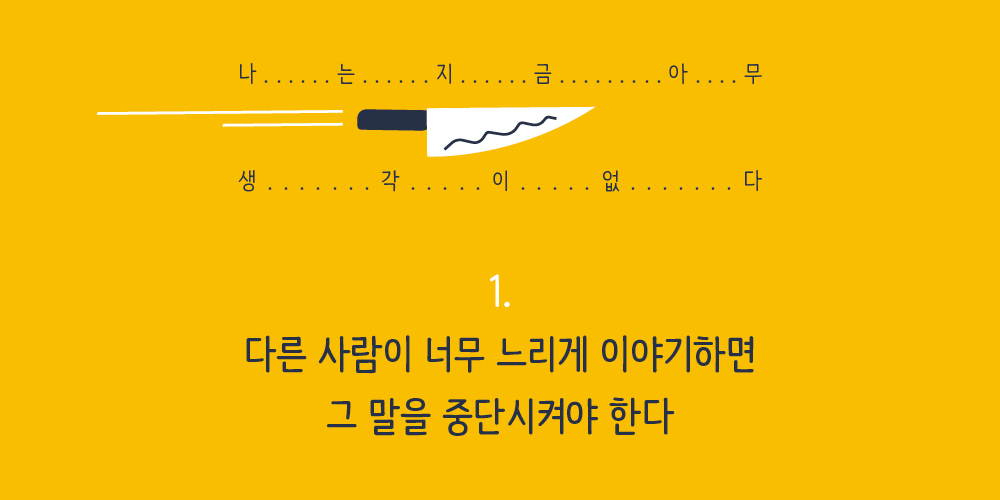 나......는......지......금.........아....무
생.......각.....이.....없.......다
1.
다른 사람이 너무 느리게 이야기하면
그 말을 중단시켜야 한다